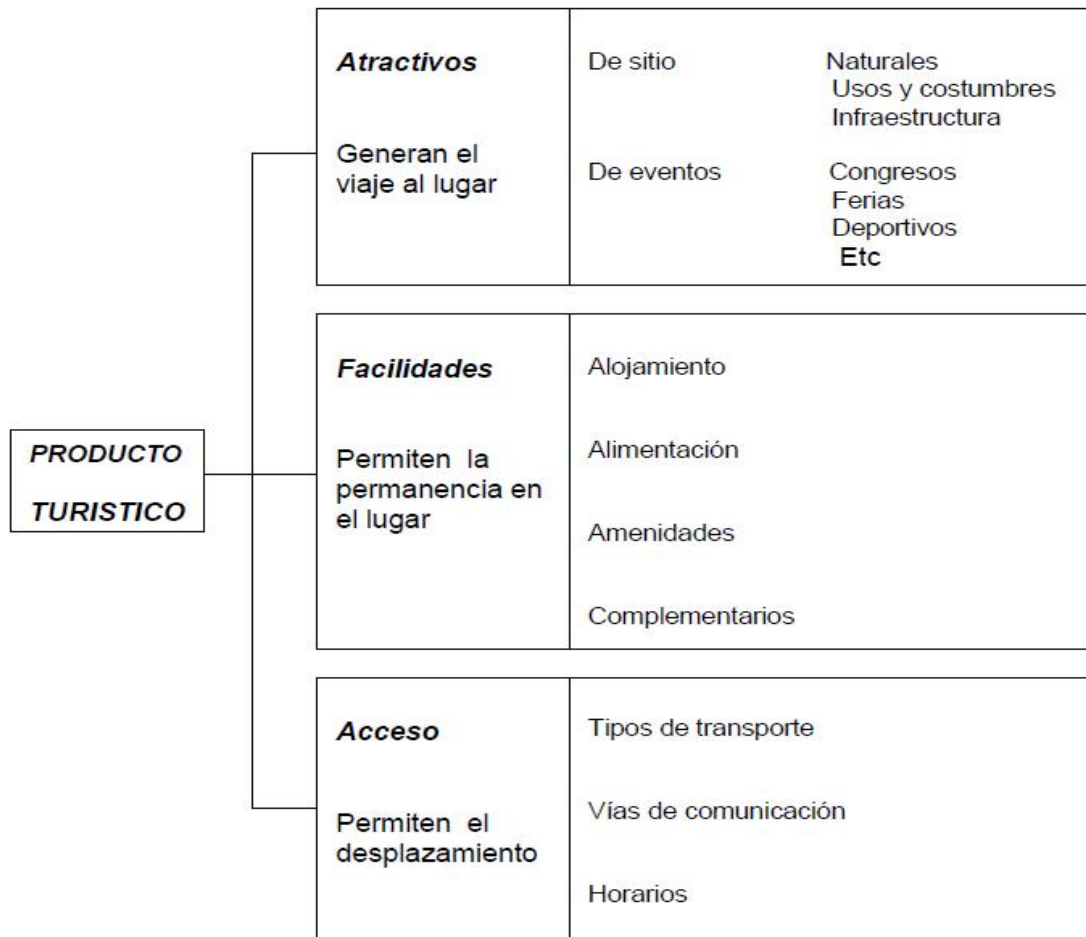 PRODUCTO
TURISTICO
Atractivos
Generan el
viaje al lugar
De sitio
Naturales
Usos y costumbres
Infraestructura
De eventos
Congresos
Ferias
Deportivos
Etc
Facilidades
Permiten la
permanencia en
el lugar
Alojamiento
Alimentación
Amenidades
Complementarios
Acceso
Permiten el
desplazamiento
Tipos de transporte
Vías de comunicación
Horarios